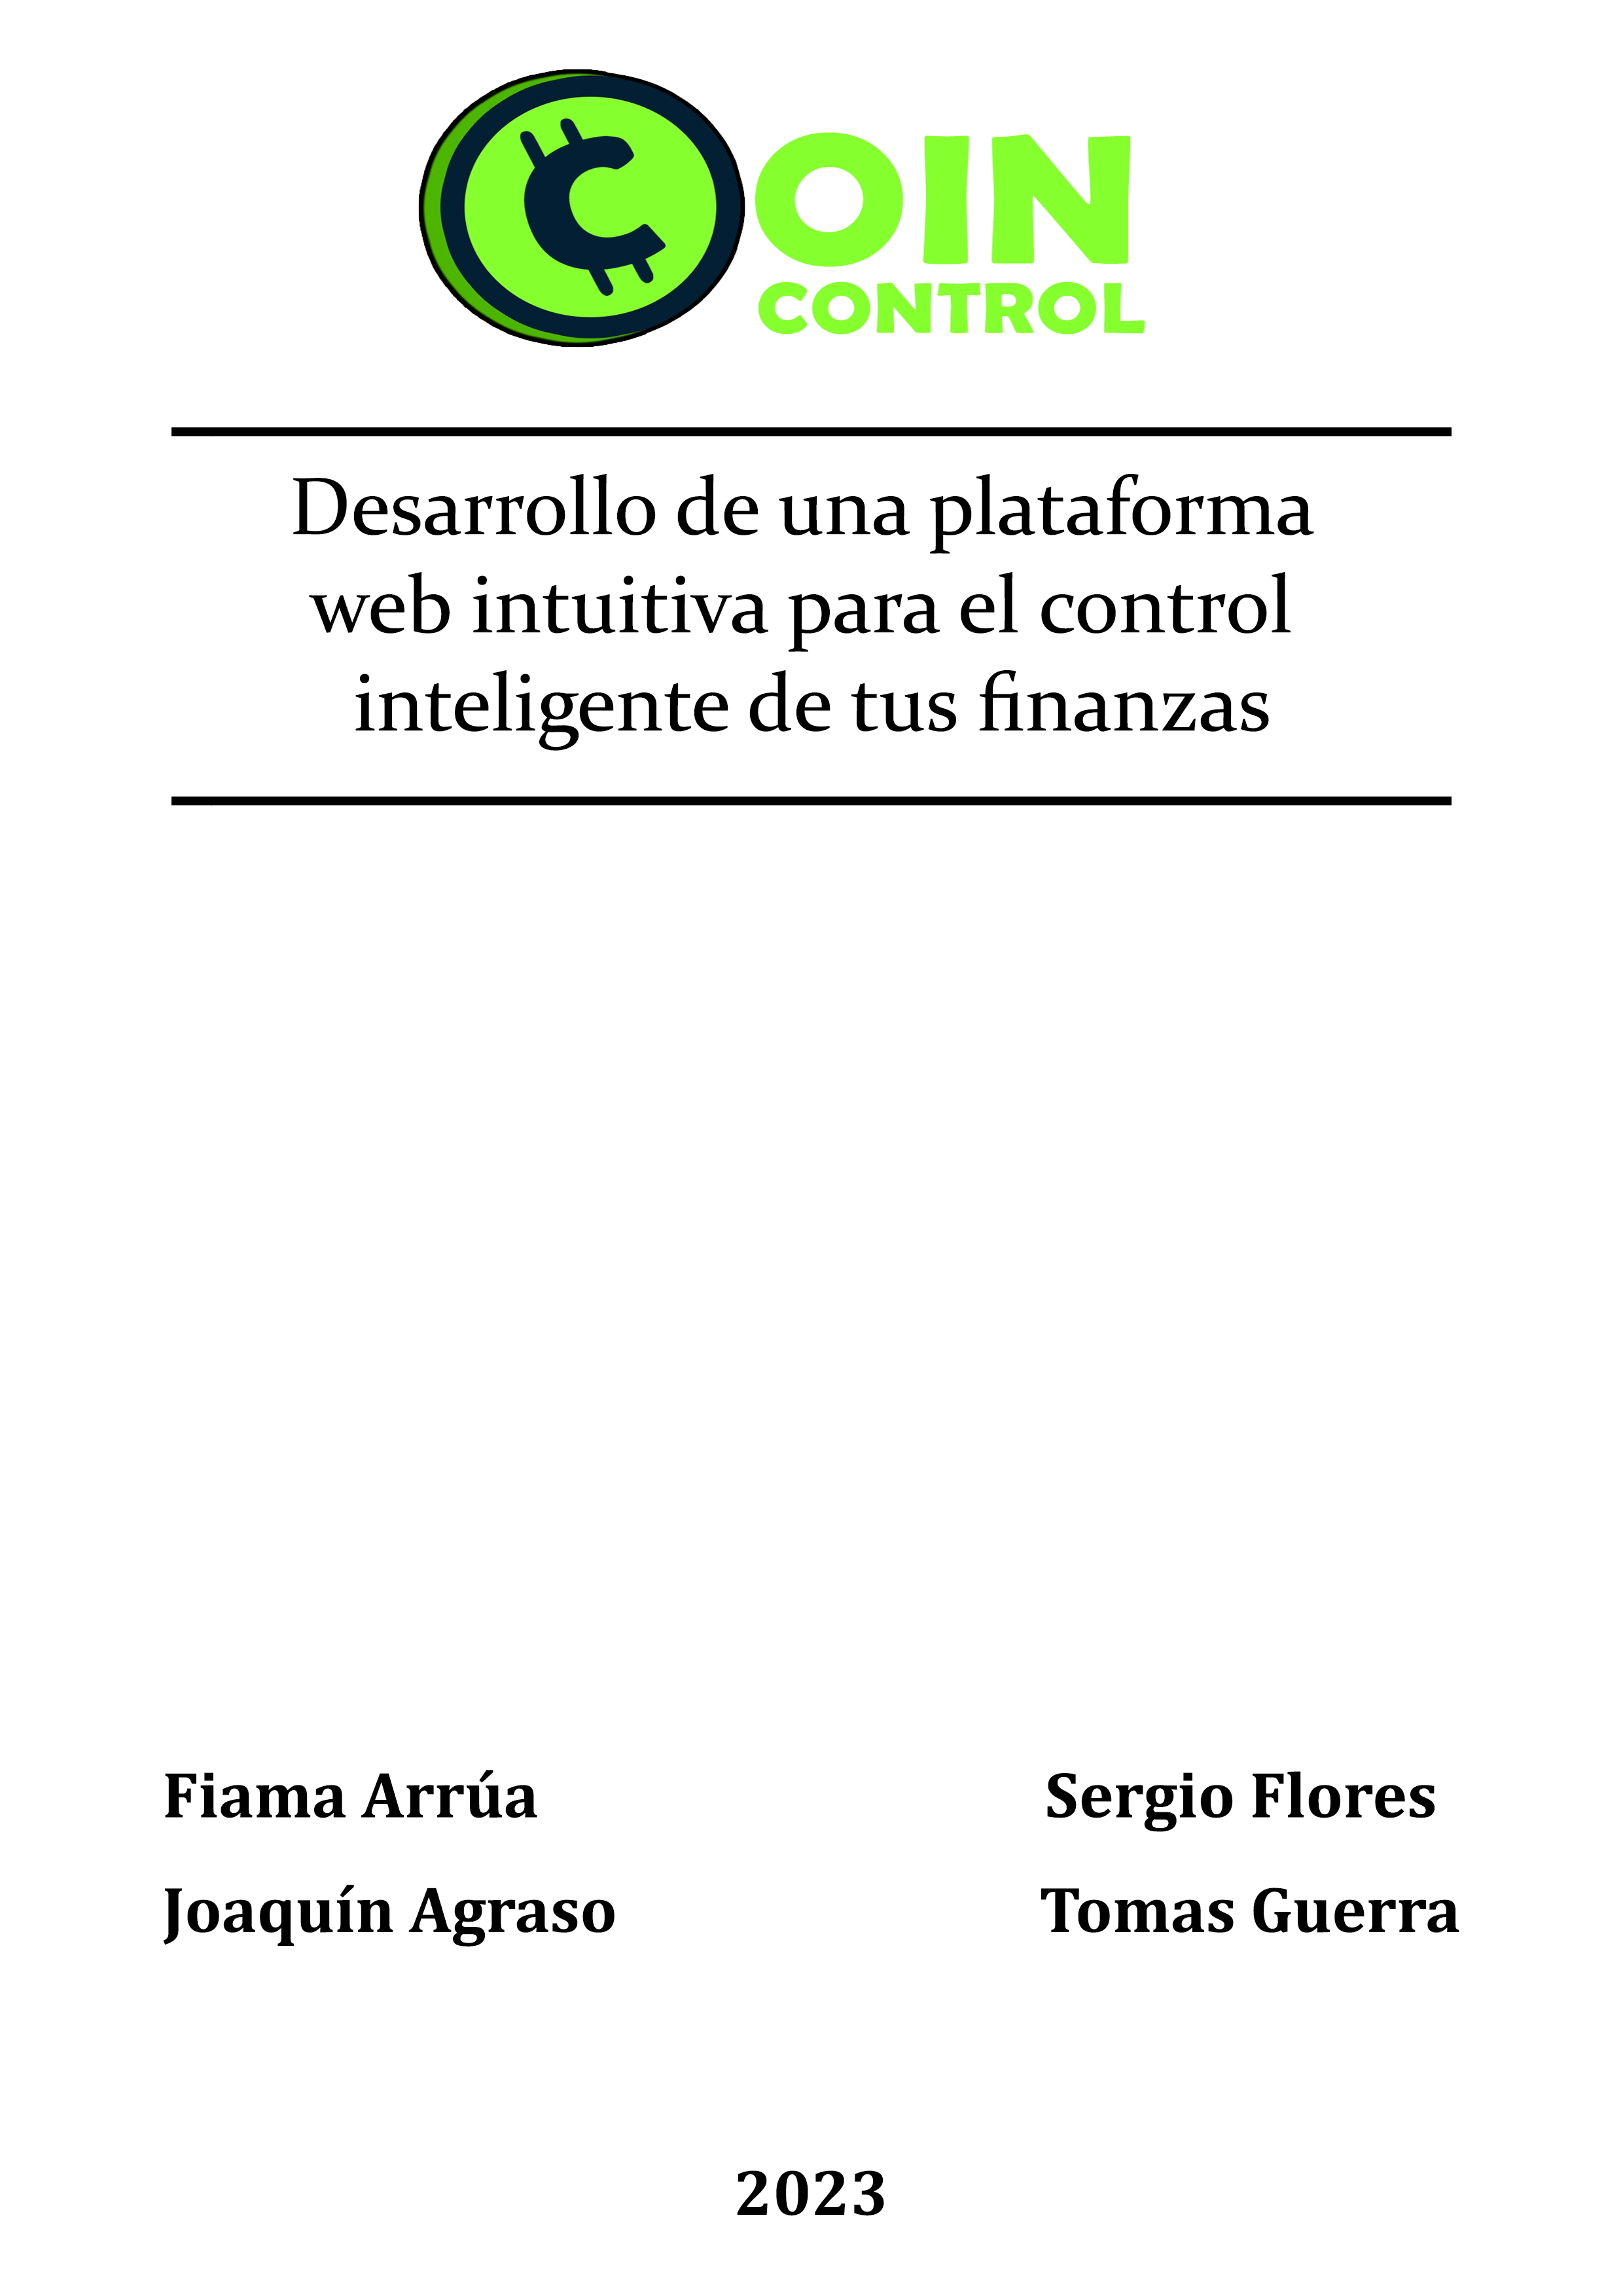 COIN
CONTROL
Desarrollo de una plataforma
web intuitiva para el control
inteligente de tus finanzas
Fiama Arrúa
Sergio Flores
Joaquín Agraso
Tomas Guerra
2023